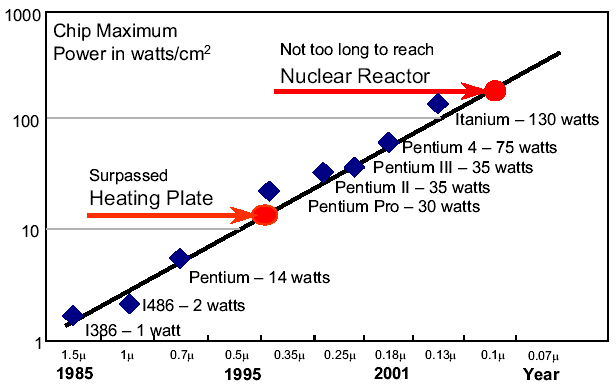 1000
Chip Maximum
Power in watts/cm²
Not too long to reach
Nuclear Reactor
100
Itanium – 130 watts
Pentium 4 – 75 watts
Pentium III – 35 watts
Pentium II – 35 watts
Pentium Pro – 30 watts
Surpassed
Heating Plate
10
Pentium – 14 watts
I486 – 2 watts
I386 – 1 watt
1
1.5μ 1μ 0.7μ 0.5μ 0.35μ 0.25μ 0.18μ 0.13μ 0.1μ 0.07μ
1985 1995 2001 Year